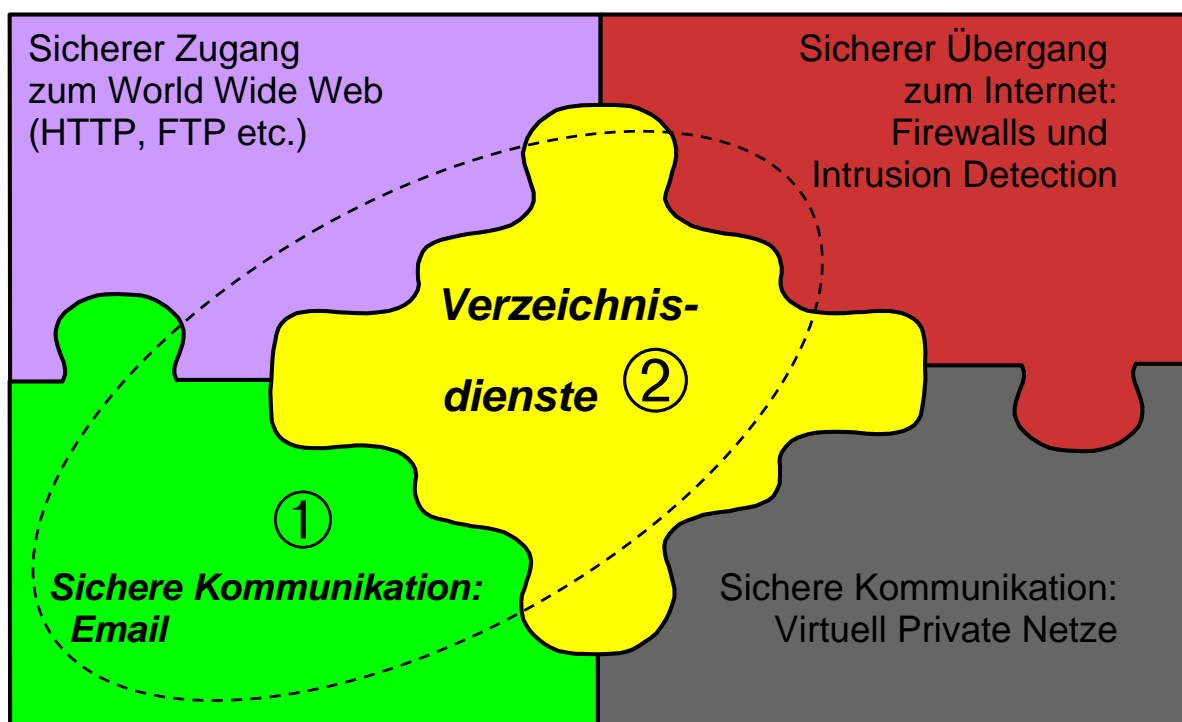 Sicherer Zugang
zum World Wide Web
(HTTP, FTP etc.)
Sicherer Übergang
zum Internet:
Firewalls und
Intrusion Detection
Verzeichnis-
dienste ②
①
Sichere Kommunikation:
Email
Sichere Kommunikation:
Virtuell Private Netze